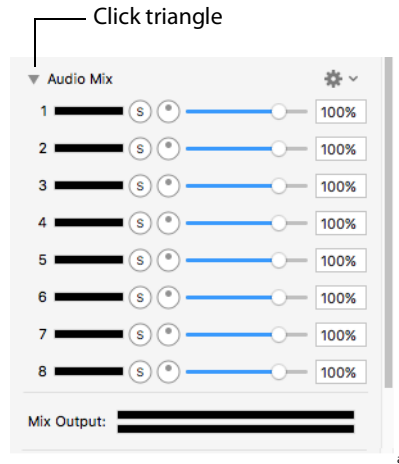 Click triangle
Audio Mix
1 S 100%
2 S 100%
3 S 100%
4 S 100%
5 S 100%
6 S 100%
7 S 100%
8 S 100%
Mix Output: